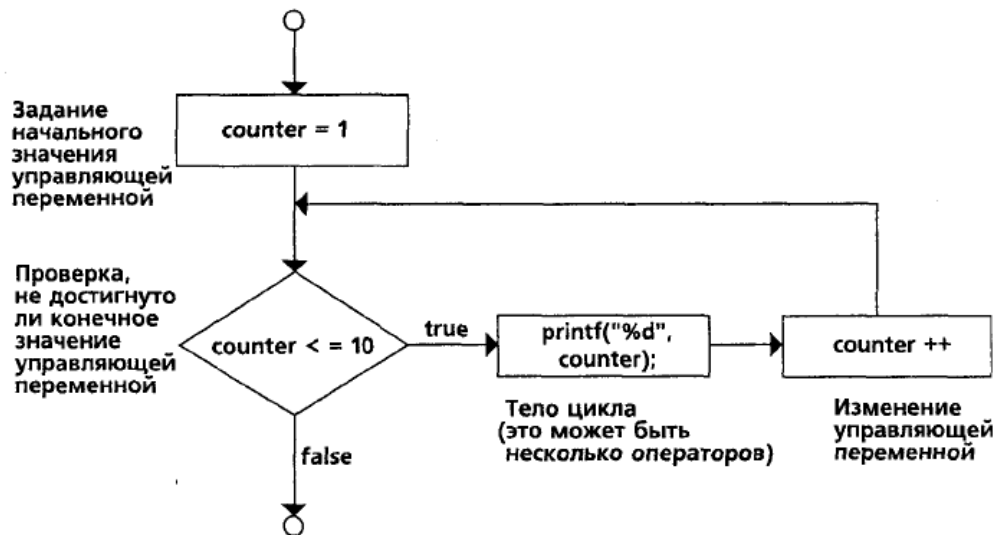 Задание
начального
значения
управляющей
переменной
counter = 1
Проверка,
не достигнуто
ли конечное
значение
управляющей
переменной
counter < = 10
true
printf("%d",
counter);
counter ++
Тело цикла
(это может быть
несколько операторов)
Изменение
управляющей
переменной
false